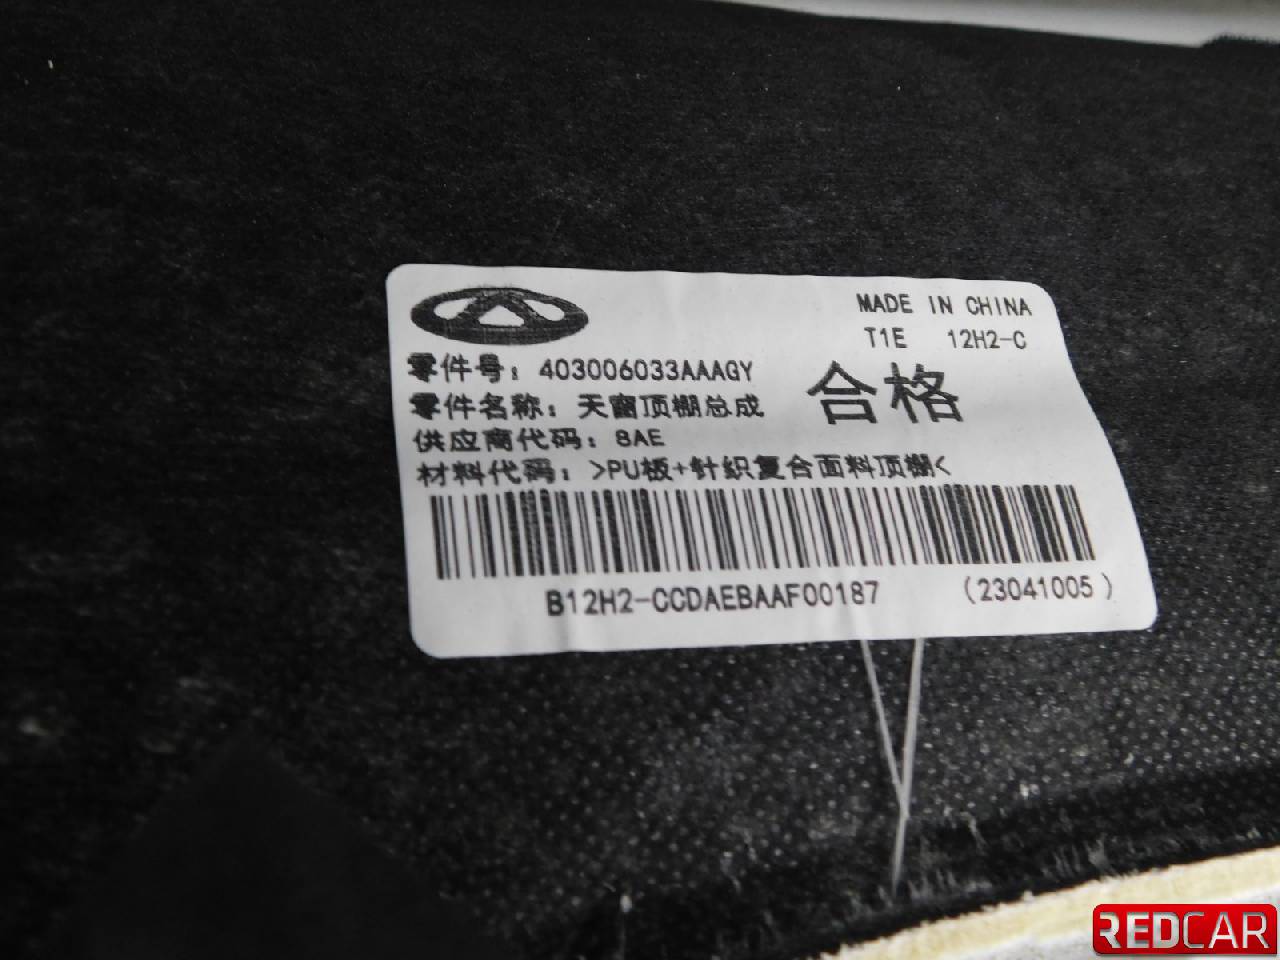 MADE IN CHINA
T1E 12H2-C
零件号: 403006033AAAGY
合格
零件名称: 天窗顶棚总成
供应商代码: 8AE
材料代码: >PU板+针织复合面料顶棚<
B12H2-CCDAEBAAF00187 (23041005)
REDCAR